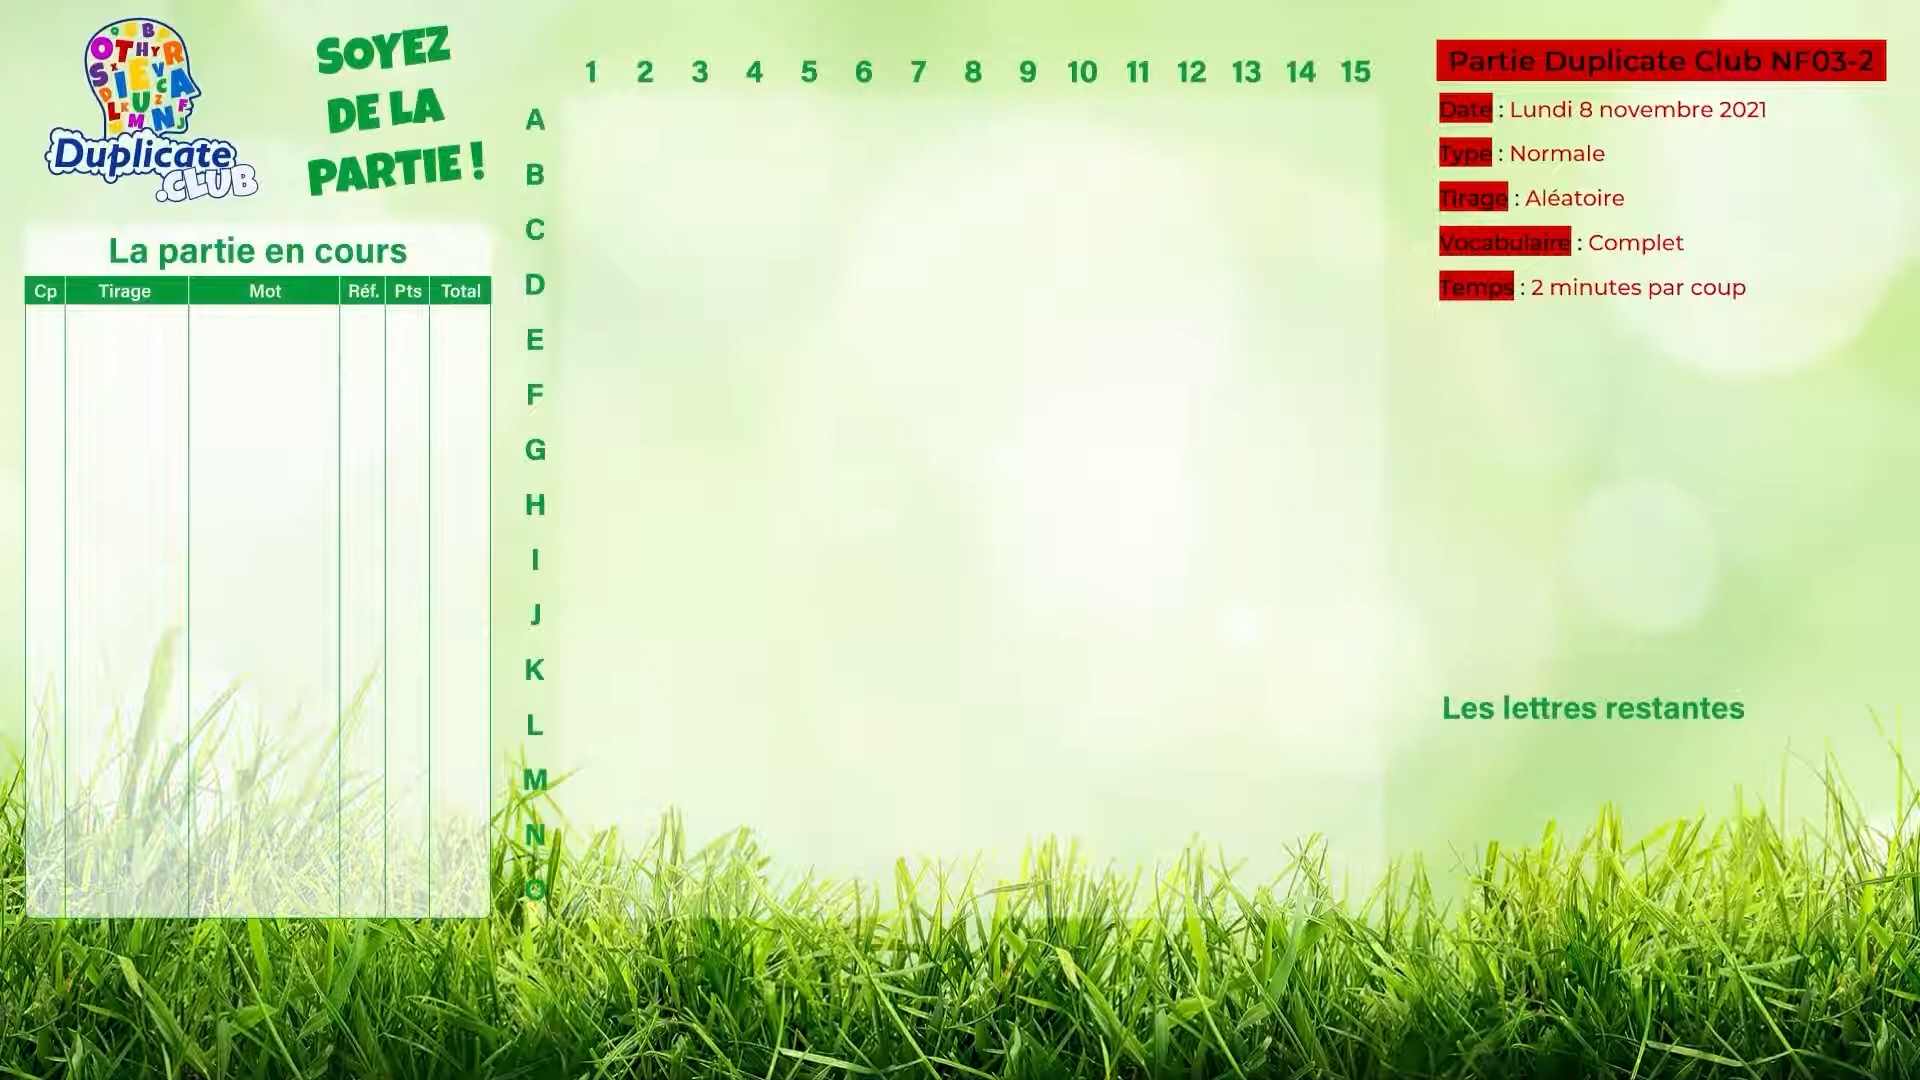 Duplicate
.CLUB
SOYEZ
DE LA
PARTIE !
La partie en cours
Cp Tirage Mot Réf. Pts Total
1 2 3 4 5 6 7 8 9 10 11 12 13 14 15
A
B
C
D
E
F
G
H
I
J
K
L
M
N
O
Partie Duplicate Club NF03-2
Date : Lundi 8 novembre 2021
Type : Normale
Tirage : Aléatoire
Vocabulaire : Complet
Temps : 2 minutes par coup
Les lettres restantes